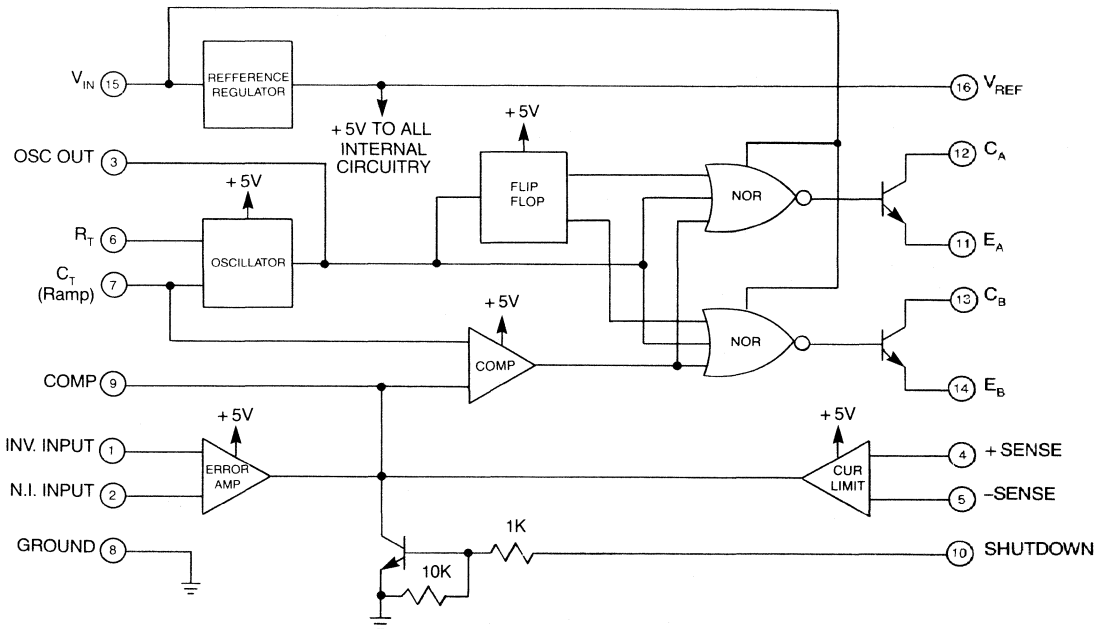 V_IN 15
REFFERENCE
REGULATOR
16 V_REF
+5V TO ALL
INTERNAL
CIRCUITRY
OSC OUT 3
+5V
FLIP
FLOP
NOR
12 C_A
11 E_A
+5V
R_T 6
OSCILLATOR
C_T 7
(Ramp)
+5V
COMP
NOR
13 C_B
14 E_B
COMP 9
+5V
INV. INPUT 1
ERROR
AMP
N.I. INPUT 2
+5V
CUR
LIMIT
4 +SENSE
5 –SENSE
GROUND 8
1K
10 SHUTDOWN
10K